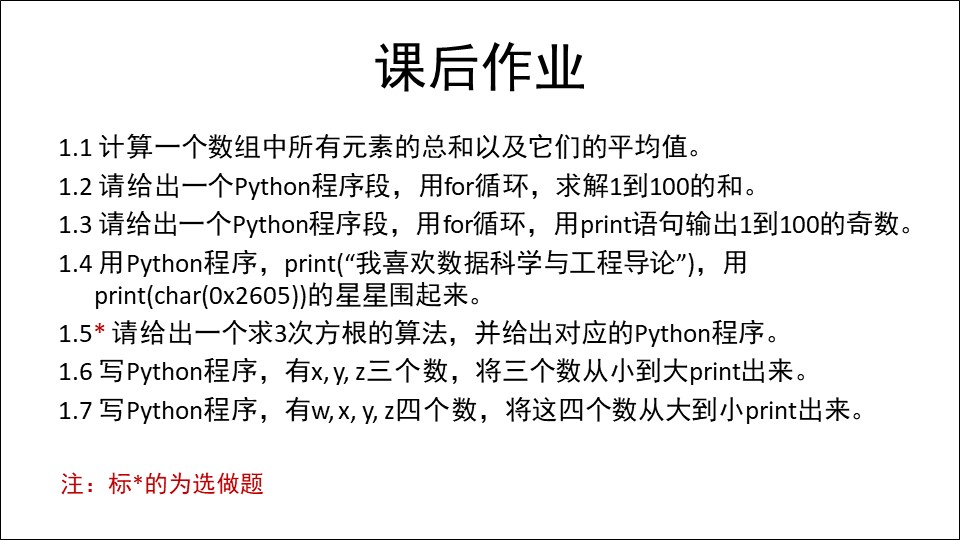 课后作业
1.1 计算一个数组中所有元素的总和以及它们的平均值。
1.2 请给出一个Python程序段，用for循环，求解1到100的和。
1.3 请给出一个Python程序段，用for循环，用print语句输出1到100的奇数。
1.4 用Python程序，print(“我喜欢数据科学与工程导论”)，用
print(char(0x2605))的星星围起来。
1.5* 请给出一个求3次方根的算法，并给出对应的Python程序。
1.6 写Python程序，有x, y, z三个数，将三个数从小到大print出来。
1.7 写Python程序，有w, x, y, z四个数，将这四个数从大到小print出来。
注：标*的为选做题